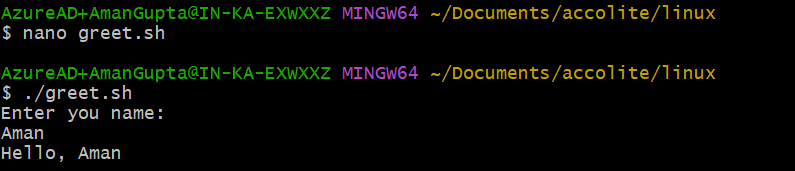 AzureAD+AmanGupta@IN-KA-EXWXXZ MINGW64 ~/Documents/accolite/linux
$ nano greet.sh
AzureAD+AmanGupta@IN-KA-EXWXXZ MINGW64 ~/Documents/accolite/linux
$ ./greet.sh
Enter you name:
Aman
Hello, Aman